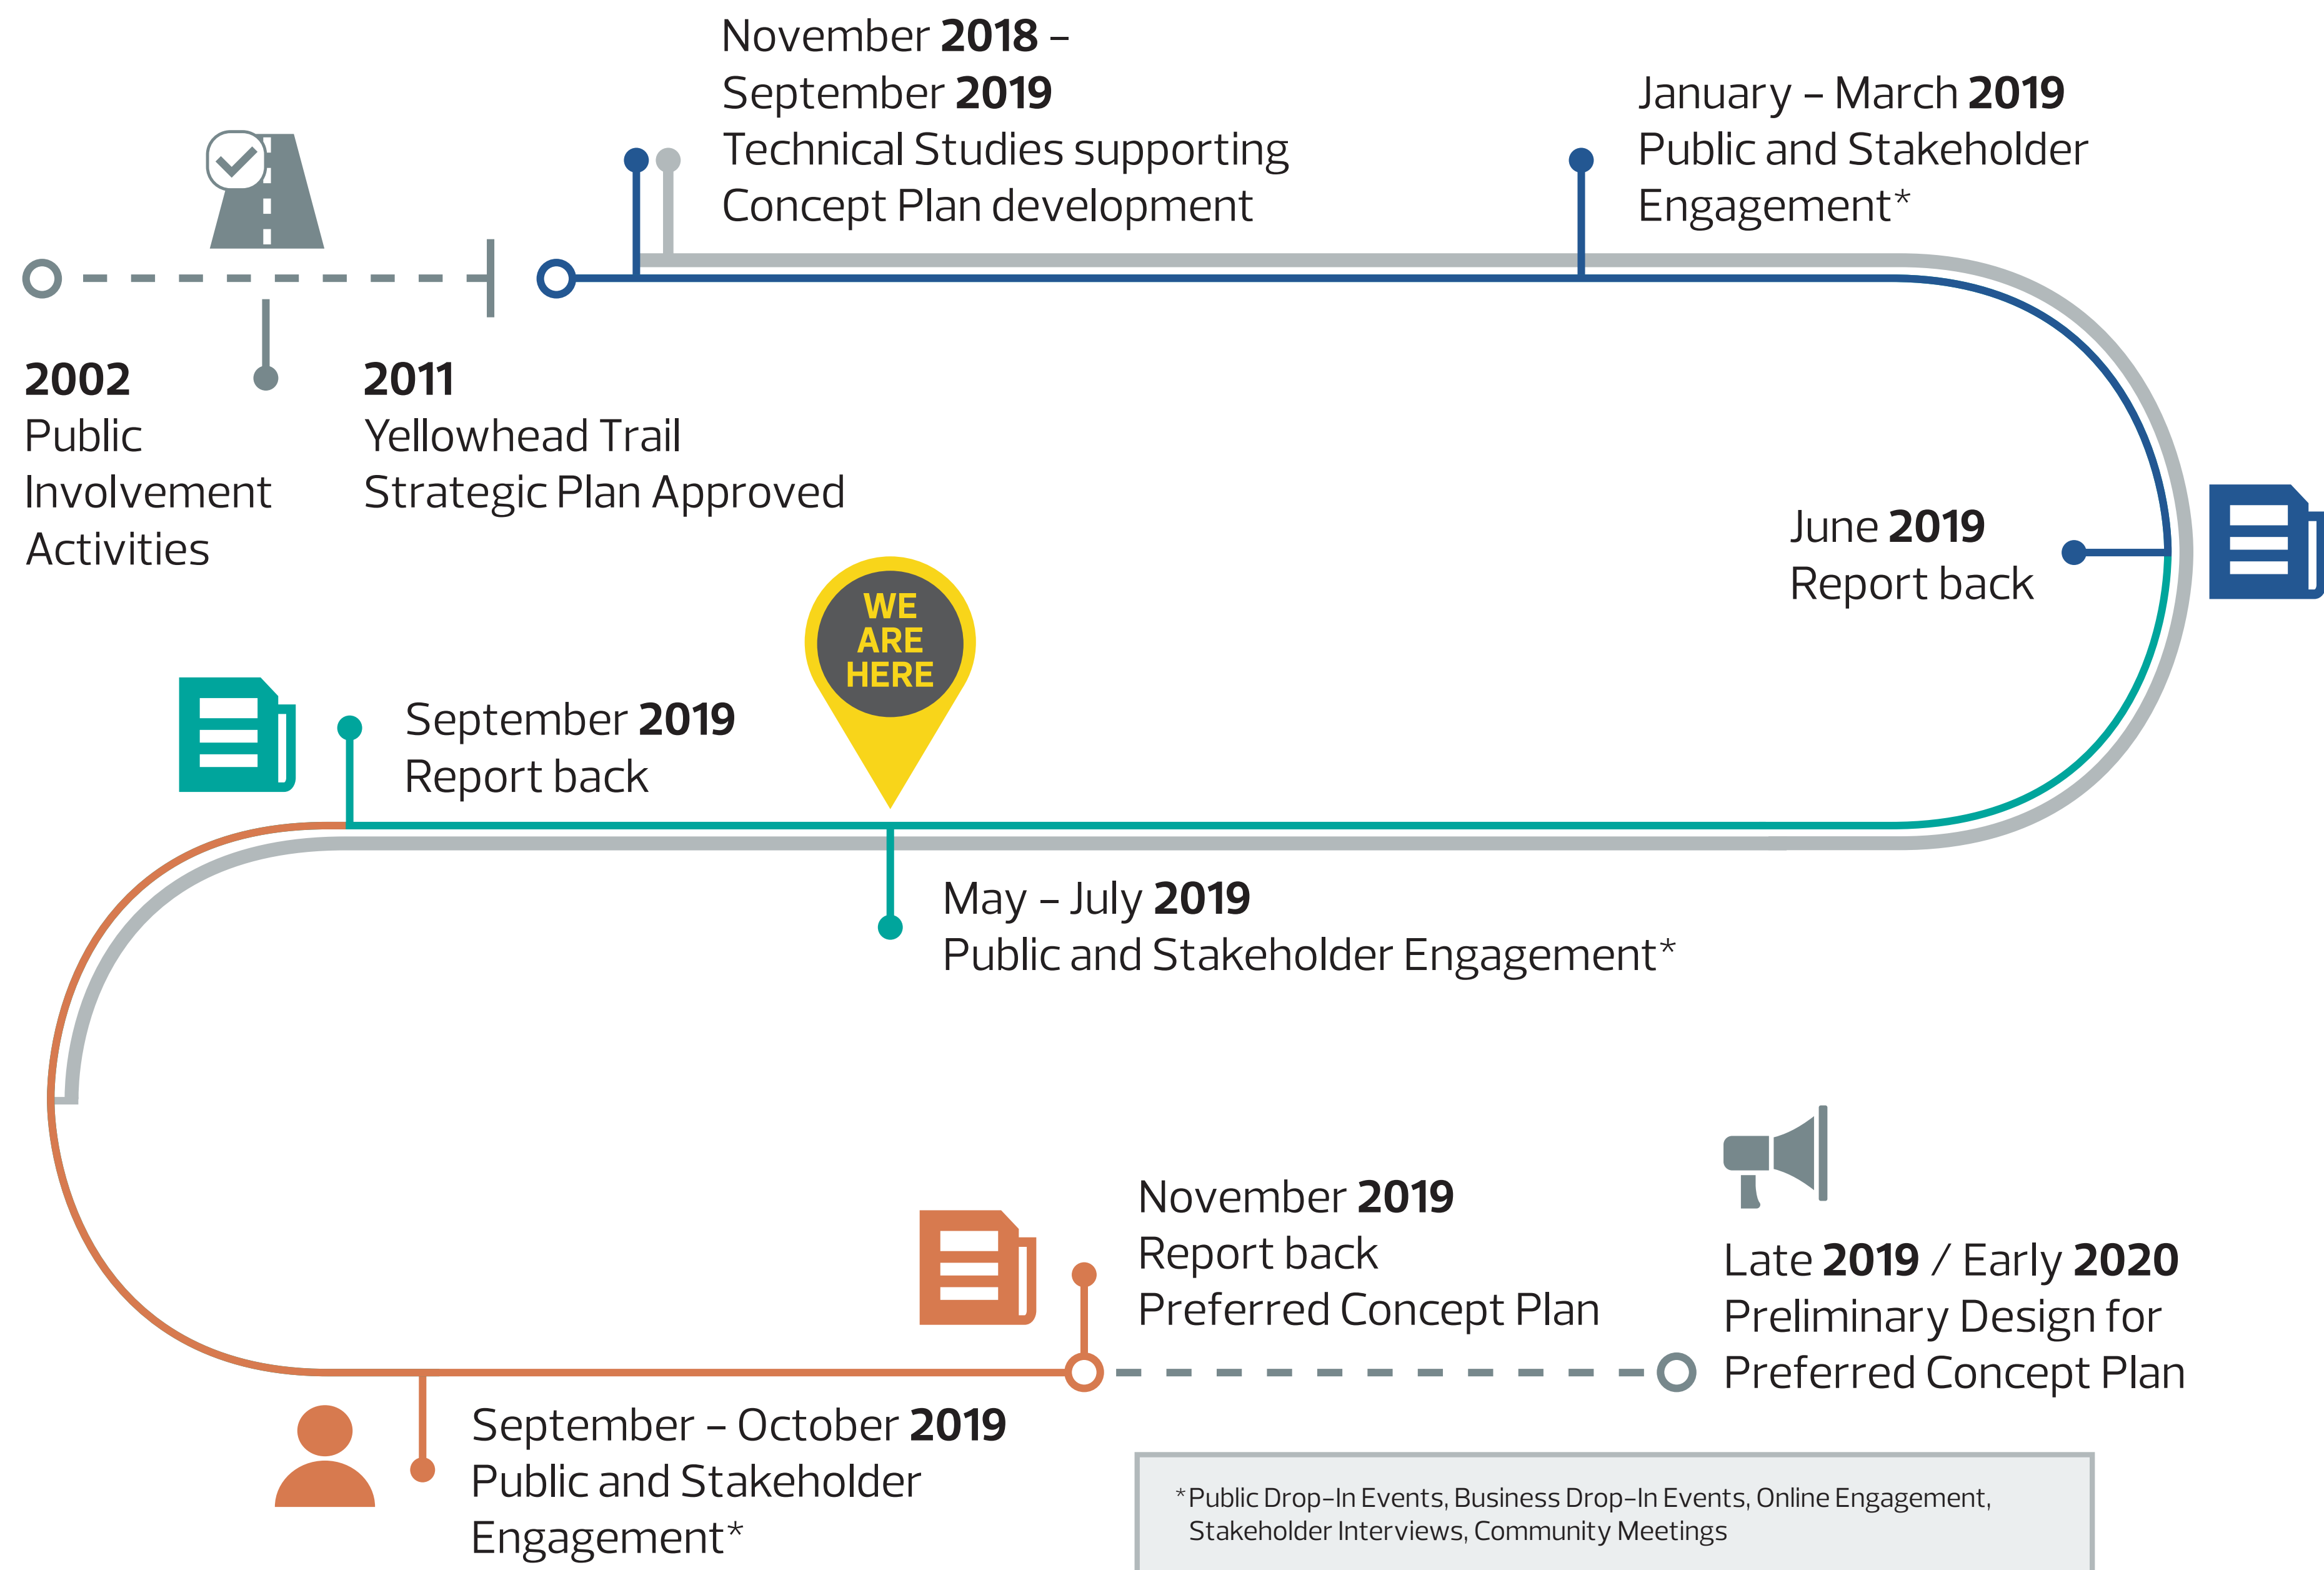 November 2018 –
September 2019
Technical Studies supporting
Concept Plan development
January – March 2019
Public and Stakeholder
Engagement*
2002
Public
Involvement
Activities
2011
Yellowhead Trail
Strategic Plan Approved
June 2019
Report back
WE
ARE
HERE
September 2019
Report back
May – July 2019
Public and Stakeholder Engagement*
November 2019
Report back
Preferred Concept Plan
Late 2019 / Early 2020
Preliminary Design for
Preferred Concept Plan
September – October 2019
Public and Stakeholder
Engagement*
*Public Drop-In Events, Business Drop-In Events, Online Engagement,
Stakeholder Interviews, Community Meetings